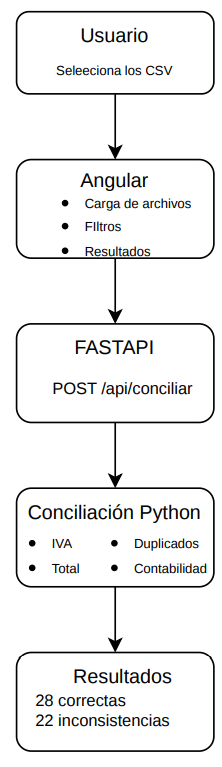 Usuario
Seleeciona los CSV
Angular
• Carga de archivos
• FIltros
• Resultados
FASTAPI
POST /api/conciliar
Conciliación Python
• IVA • Duplicados
• Total • Contabilidad
Resultados
28 correctas
22 inconsistencias